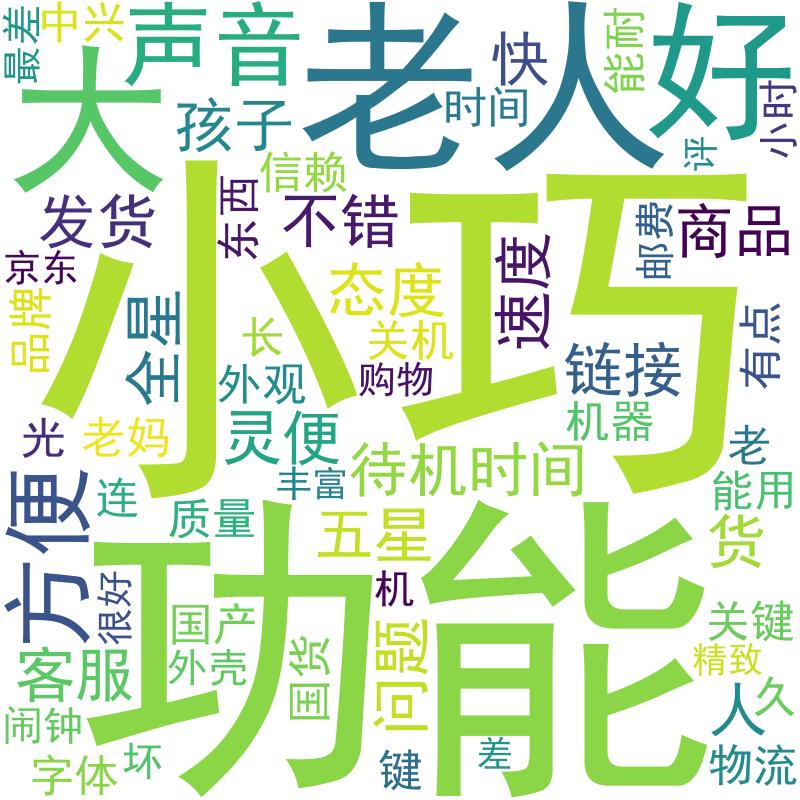 最差
中兴
声音
老人
快
能耐
好
大
孩子
时间
评
小时
信赖
发货
东西
不错
邮费
商品
京东
小巧
速度
品牌
全星
态度
有点
长
关机
链接
外观
购物
光
老妈
灵便
机器
老
方便
连
丰富
待机时间
能用
质量
五星
货
功能
很好
机
国产
关键
客服
外壳
国货
问题
精致
闹钟
人
久
字体
坏
键
差
物流